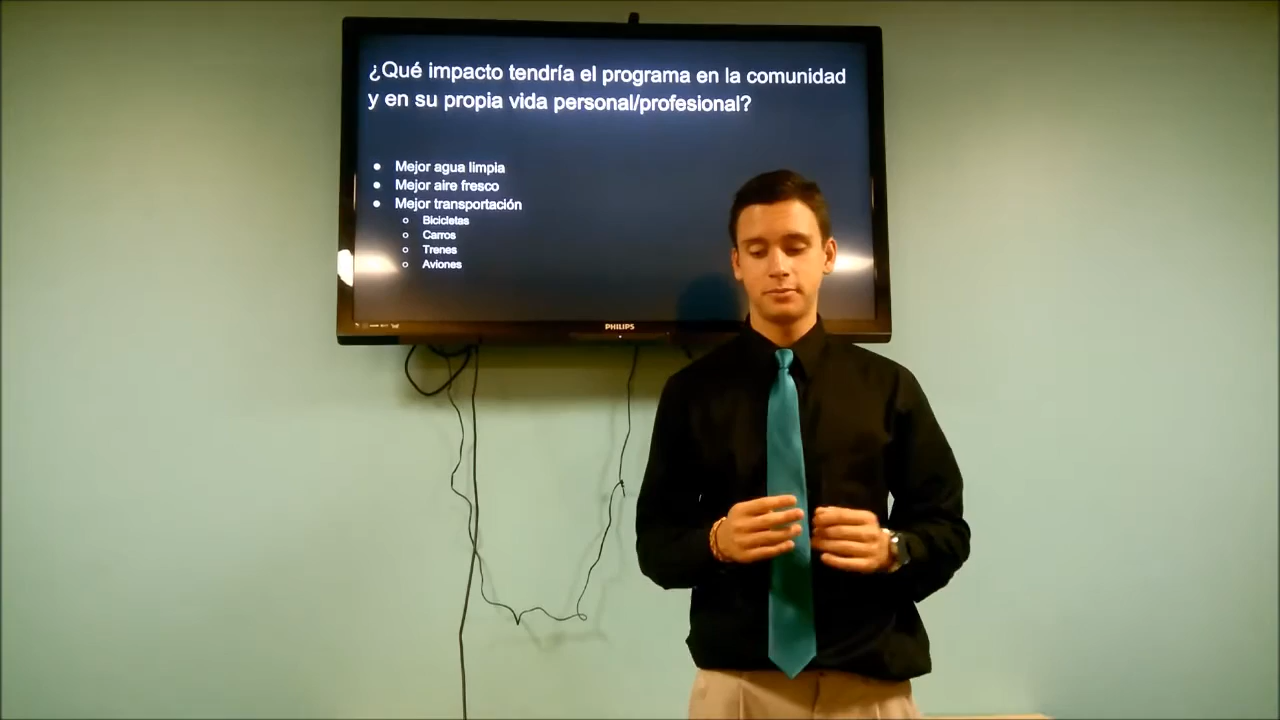 ¿Qué impacto tendría el programa en la comunidad
y en su propia vida personal/profesional?
Mejor agua limpia
Mejor aire fresco
Mejor transportación
Bicicletas
Carros
Trenes
Aviones
PHILIPS